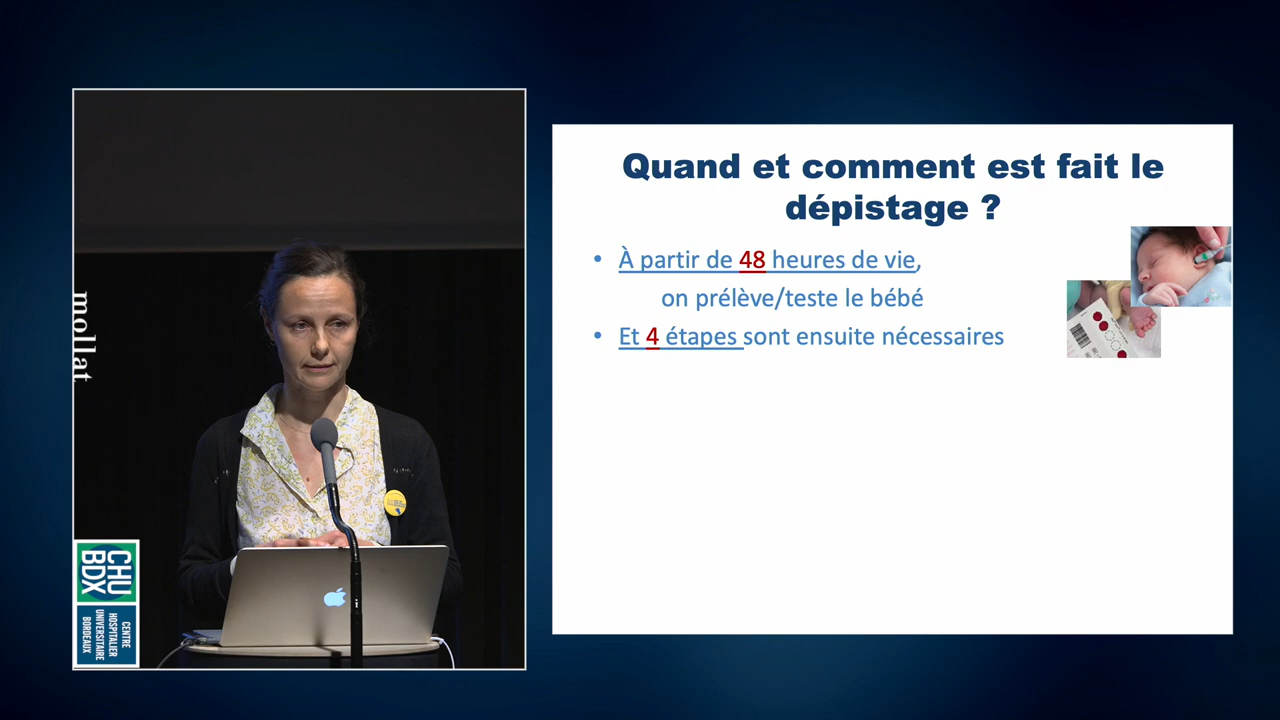 mollat
CHU
BDX
CENTRE
HOSPITALIER
UNIVERSITAIRE
BORDEAUX
Quand et comment est fait le
dépistage ?
• À partir de 48 heures de vie,
on prélève/teste le bébé
• Et 4 étapes sont ensuite nécessaires